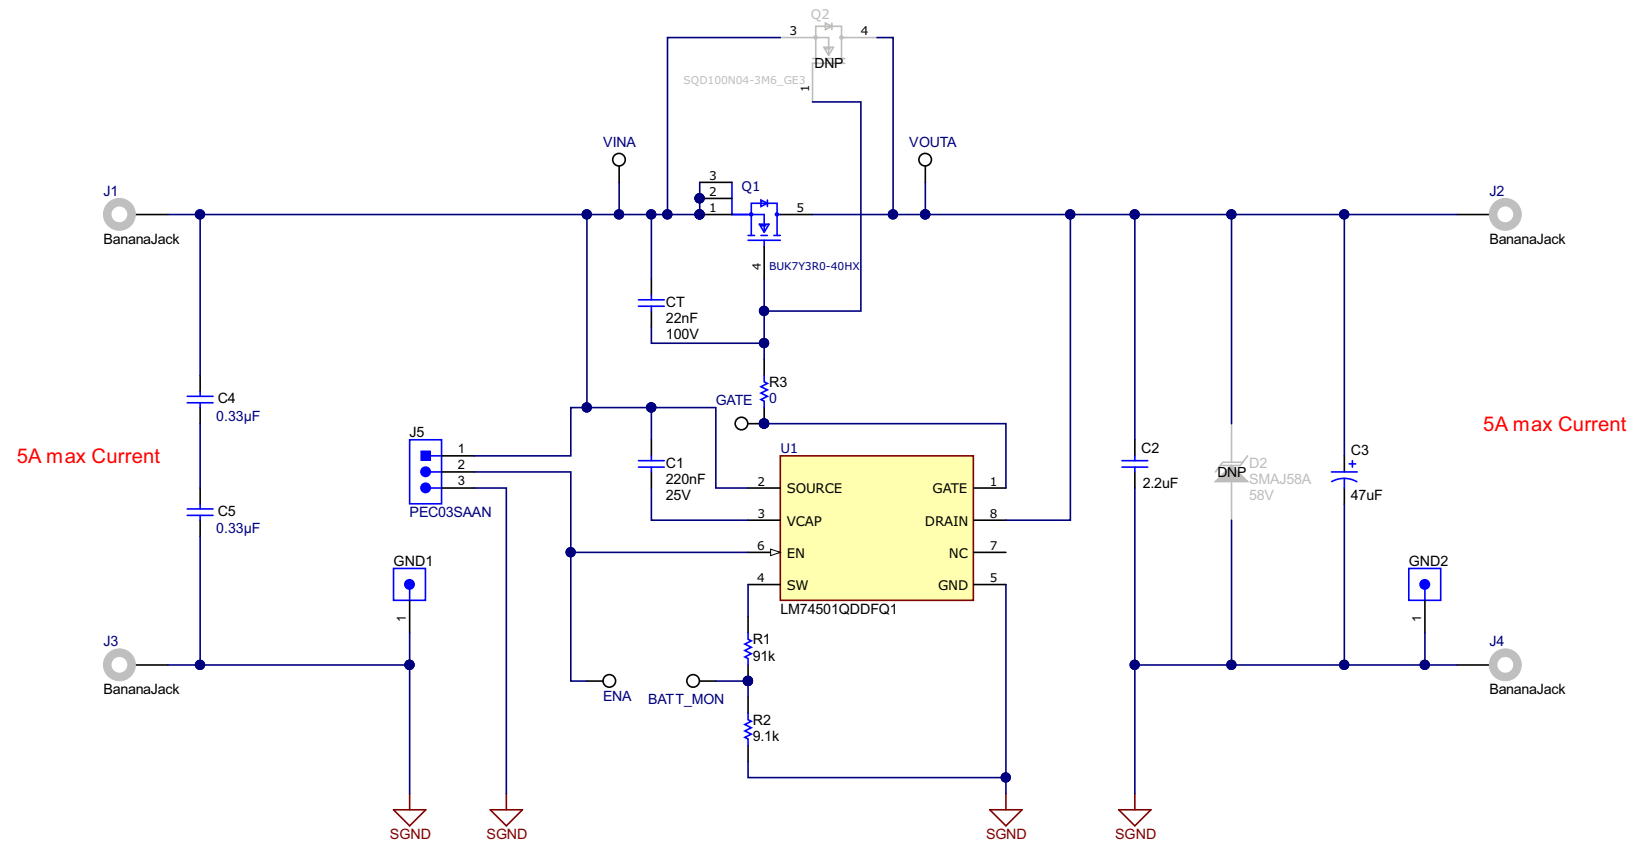 Q2
3
4
DNP
SQD100N04-3M6_GE3
1
VINA
VOUTA
J1
BananaJack
3
2
1
Q1
5
4
BUK7Y3R0-40HX
J2
BananaJack
CT
22nF
100V
R3
0
GATE
C4
0.33µF
5A max Current
5A max Current
J5
1
2
3
PEC03SAAN
C1
220nF
25V
U1
2
SOURCE
GATE
1
3
VCAP
DRAIN
8
6
EN
NC
7
4
SW
GND
5
LM74501QDDFQ1
C2
2.2uF
DNP
D2
SMAJ58A
58V
C3
+
47uF
C5
0.33µF
GND1
1
GND2
1
J3
BananaJack
R1
91k
ENA
BATT_MON
R2
9.1k
J4
BananaJack
SGND
SGND
SGND
SGND